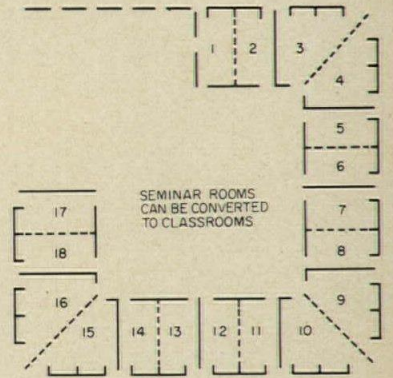 1 2 3
4
5
6
SEMINAR ROOMS
CAN BE CONVERTED
TO CLASSROOMS
17 7
18 8
16 9
15 14 13 12 11 10